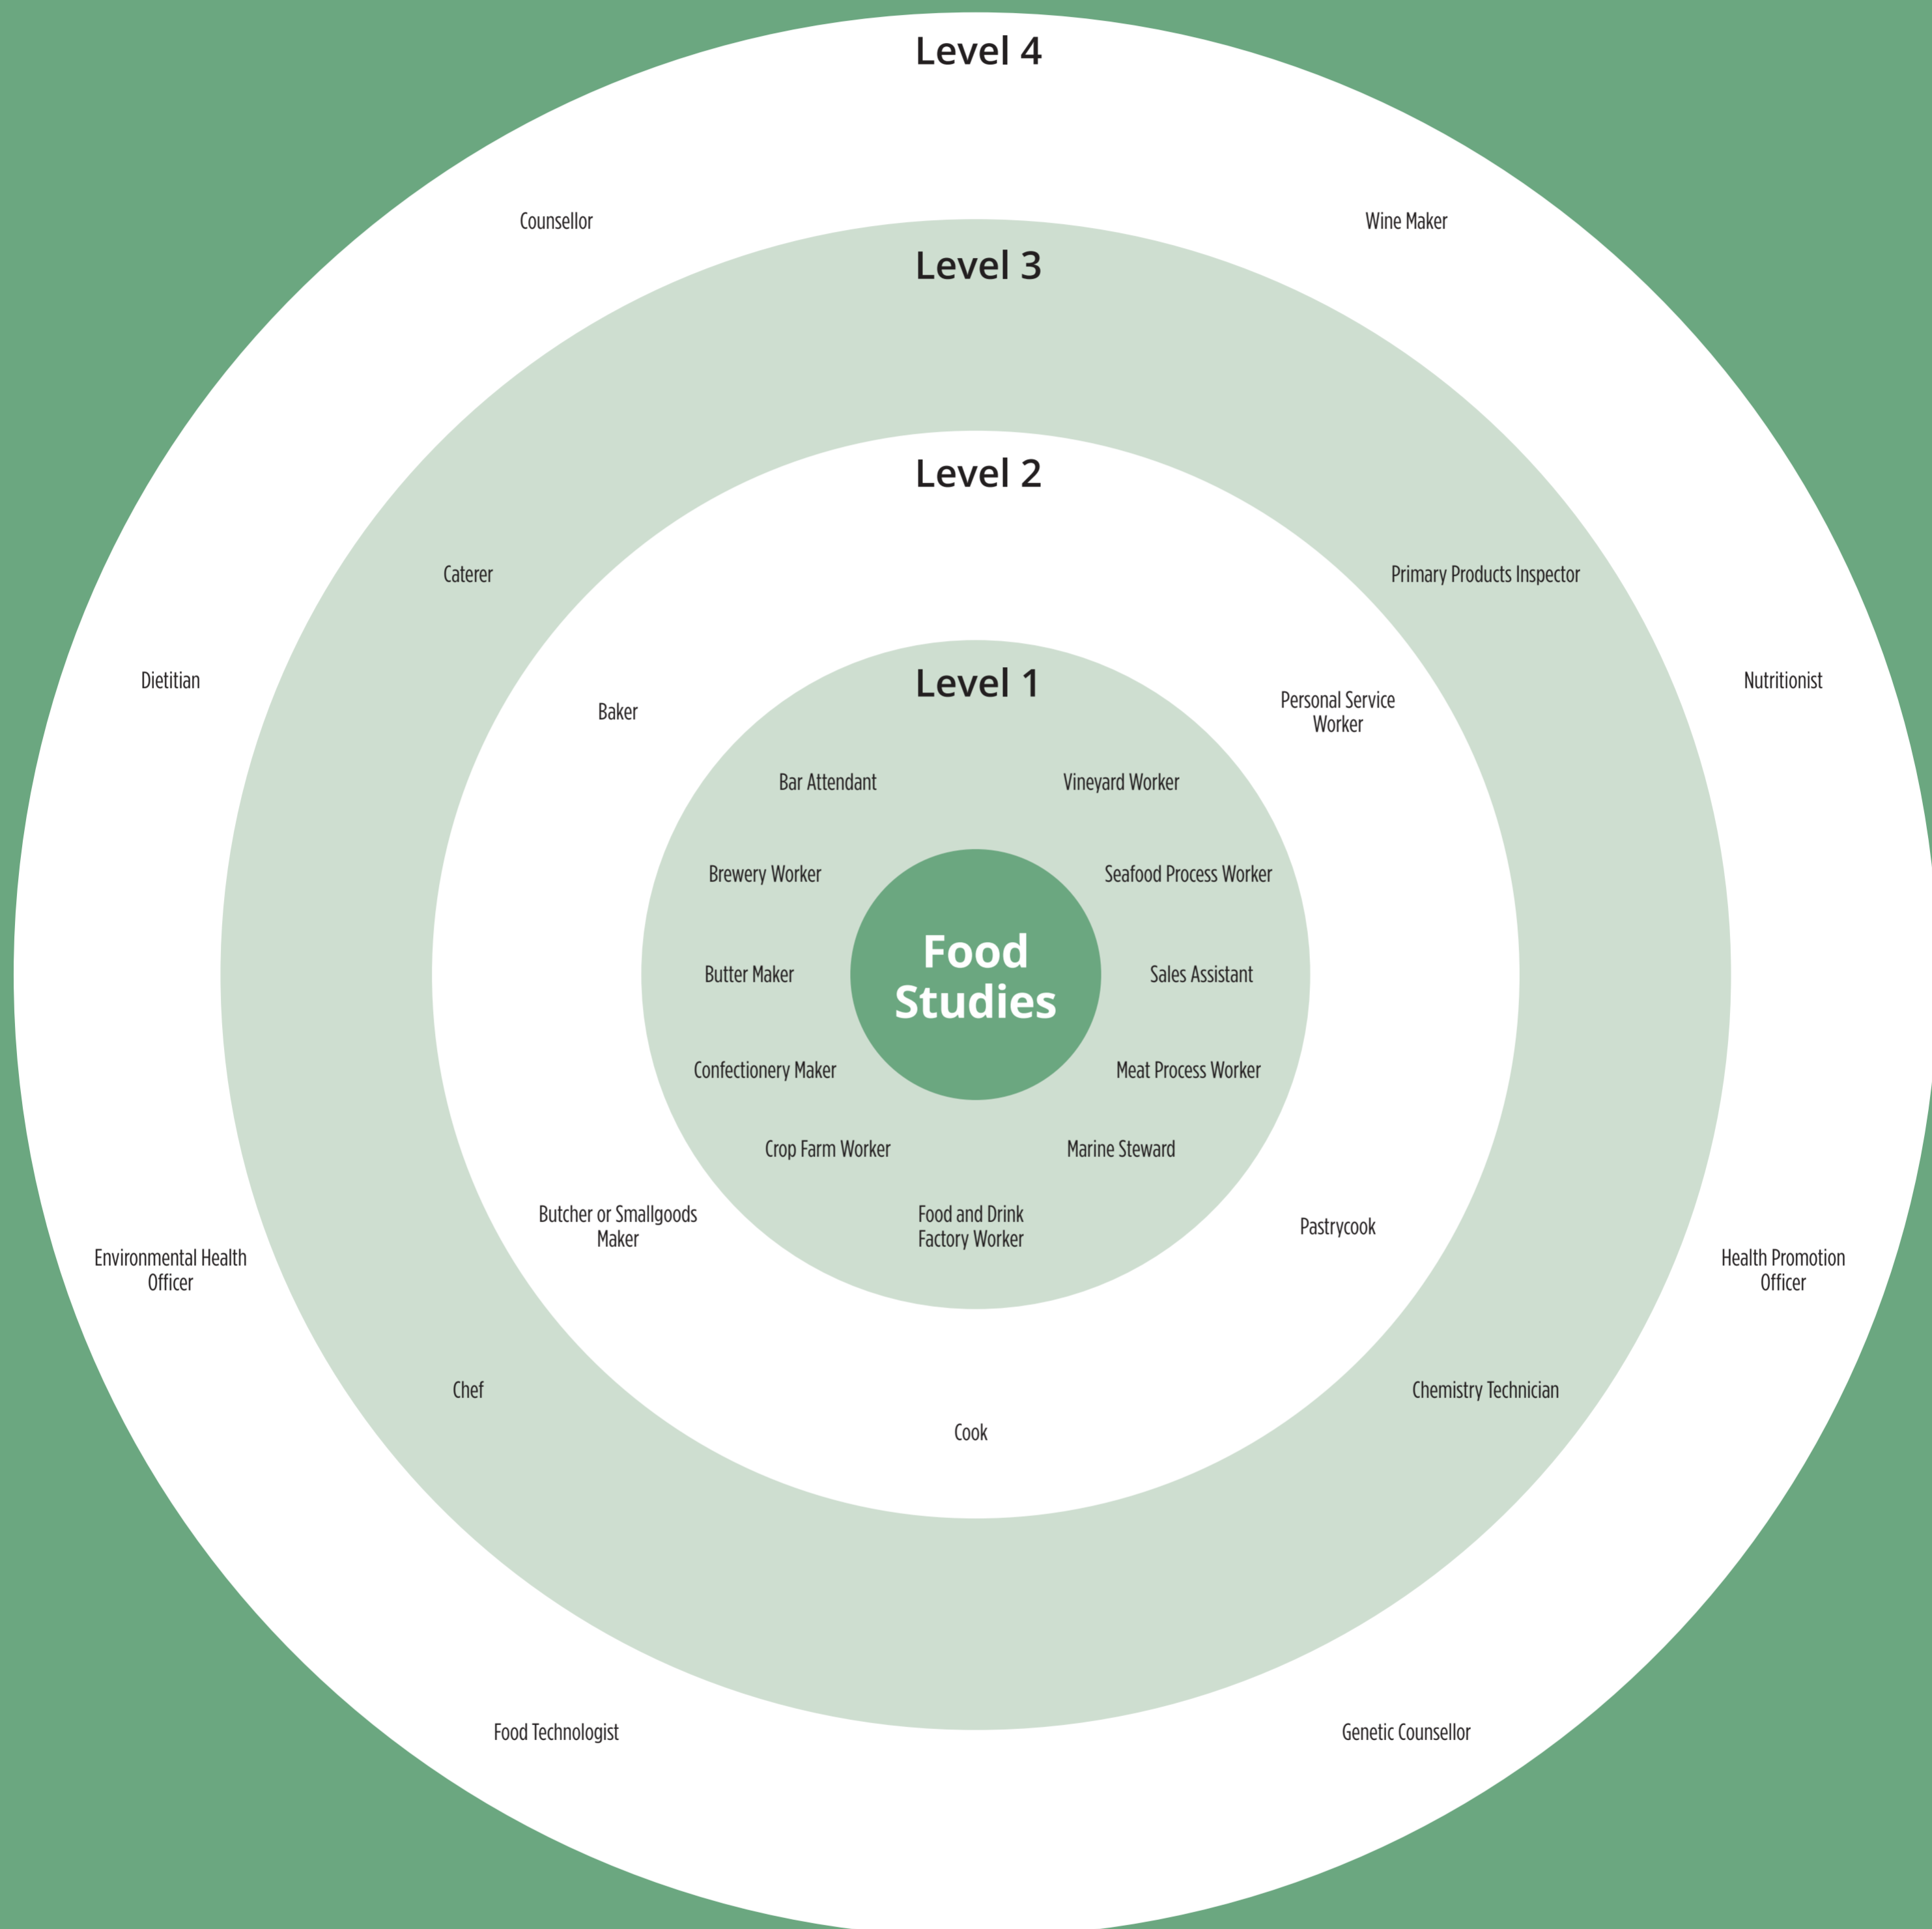 Level 4
Counsellor
Wine Maker
Level 3
Level 2
Caterer
Primary Products Inspector
Dietitian
Nutritionist
Level 1
Baker
Personal Service
Worker
Bar Attendant
Vineyard Worker
Brewery Worker
Seafood Process Worker
Food
Studies
Butter Maker
Sales Assistant
Confectionery Maker
Meat Process Worker
Crop Farm Worker
Marine Steward
Butcher or Smallgoods
Maker
Food and Drink
Factory Worker
Pastrycook
Environmental Health
Officer
Health Promotion
Officer
Chef
Chemistry Technician
Cook
Food Technologist
Genetic Counsellor